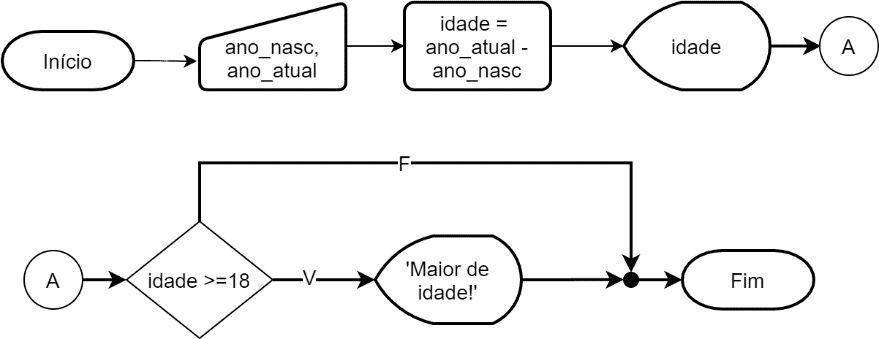 Início
ano_nasc,
ano_atual
idade =
ano_atual -
ano_nasc
idade
A
F
A
idade >=18
V
'Maior de
idade!'
Fim